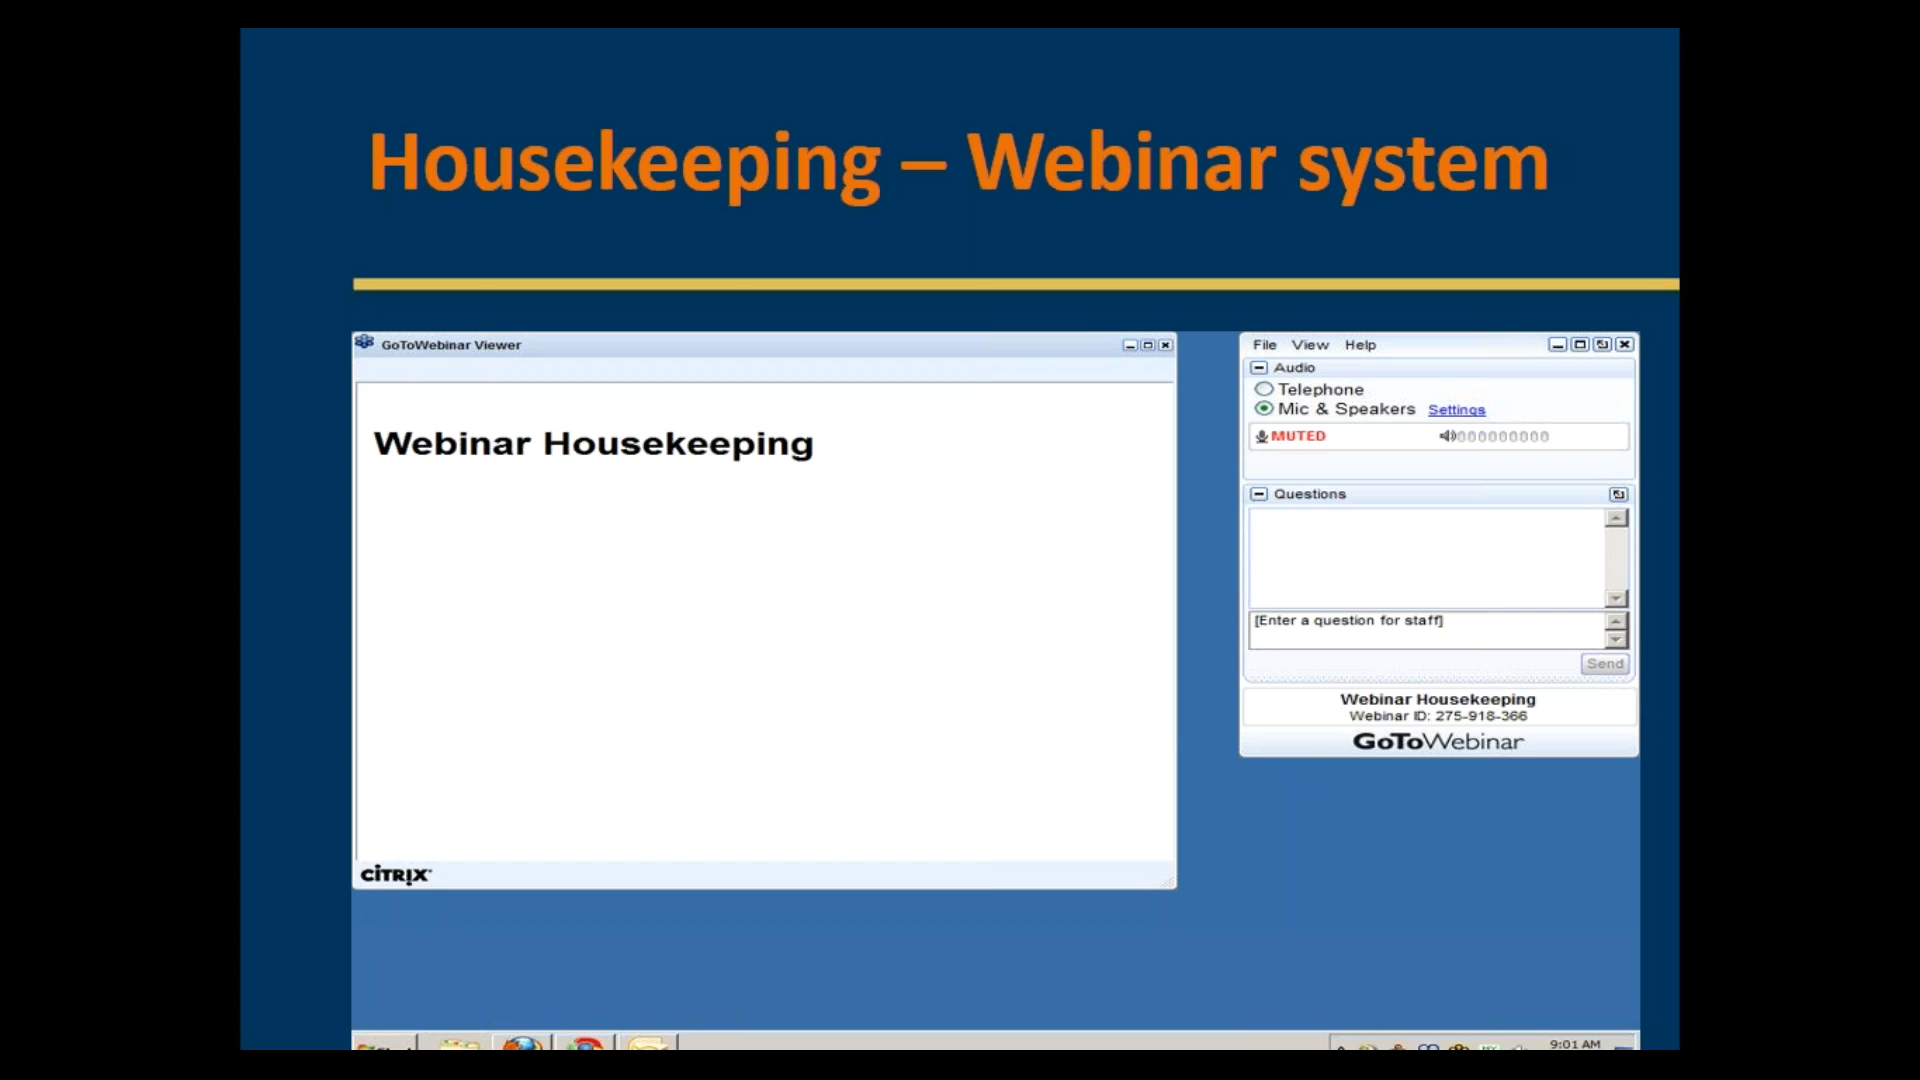 Housekeeping – Webinar system
GoToWebinar Viewer
Webinar Housekeeping
CITRIX
File View Help
Audio
Telephone
Mic & Speakers Settings
MUTED
Questions
[Enter a question for staff]
Send
Webinar Housekeeping
Webinar ID: 275-918-366
GoToWebinar
9:01 AM